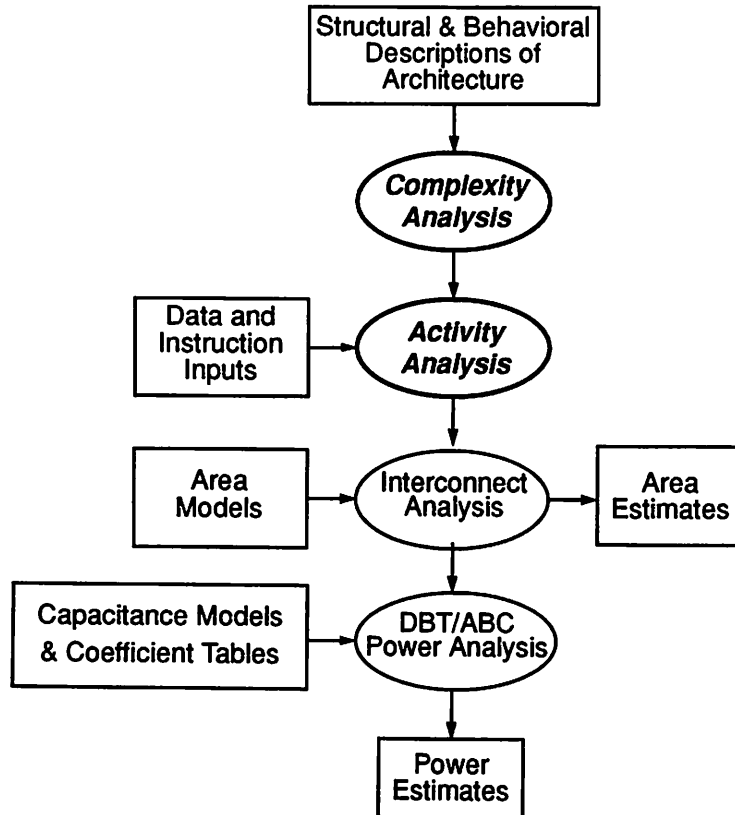 Structural & Behavioral
Descriptions of
Architecture
Complexity
Analysis
Data and
Instruction
Inputs
Activity
Analysis
Area
Models
Interconnect
Analysis
Area
Estimates
Capacitance Models
& Coefficient Tables
DBT/ABC
Power Analysis
Power
Estimates